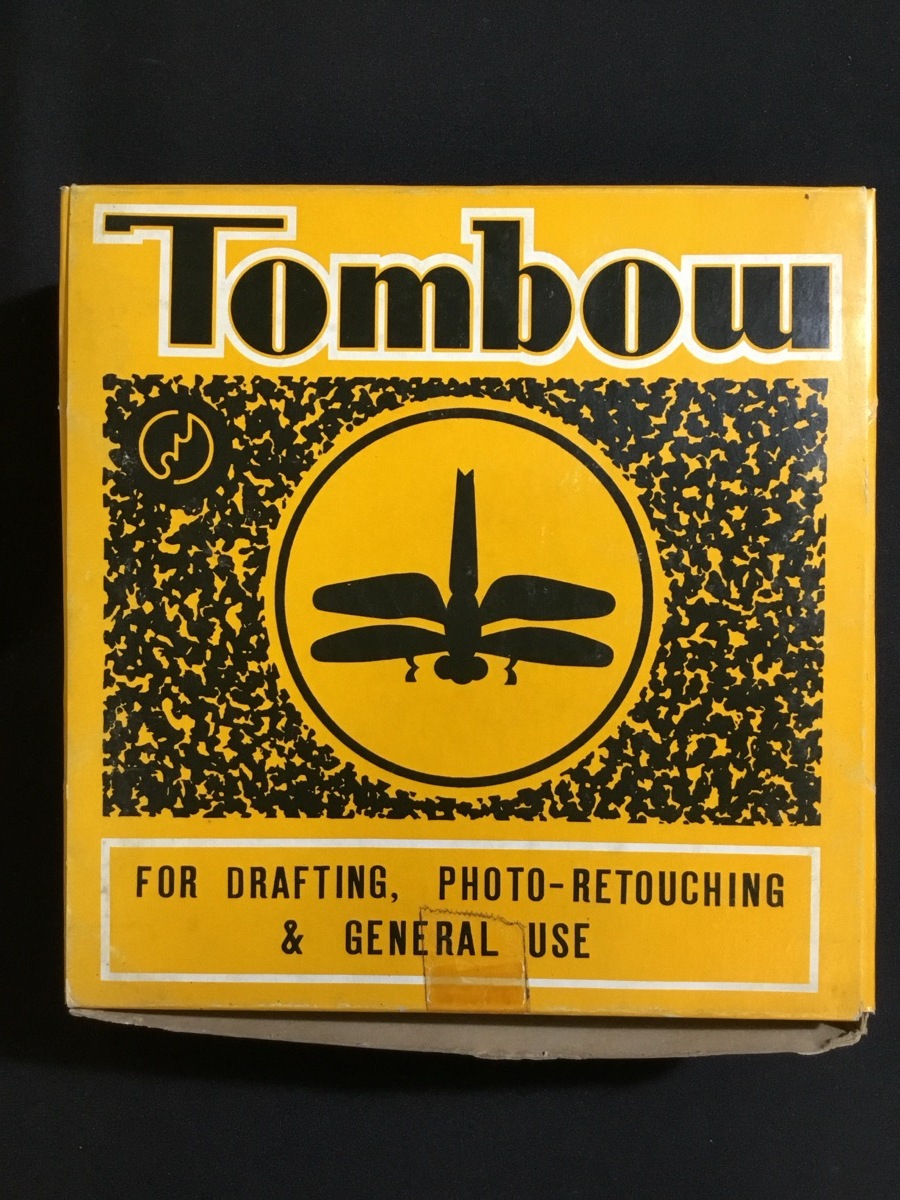 Tombow
FOR DRAFTING, PHOTO-RETOUCHING
& GENERAL USE